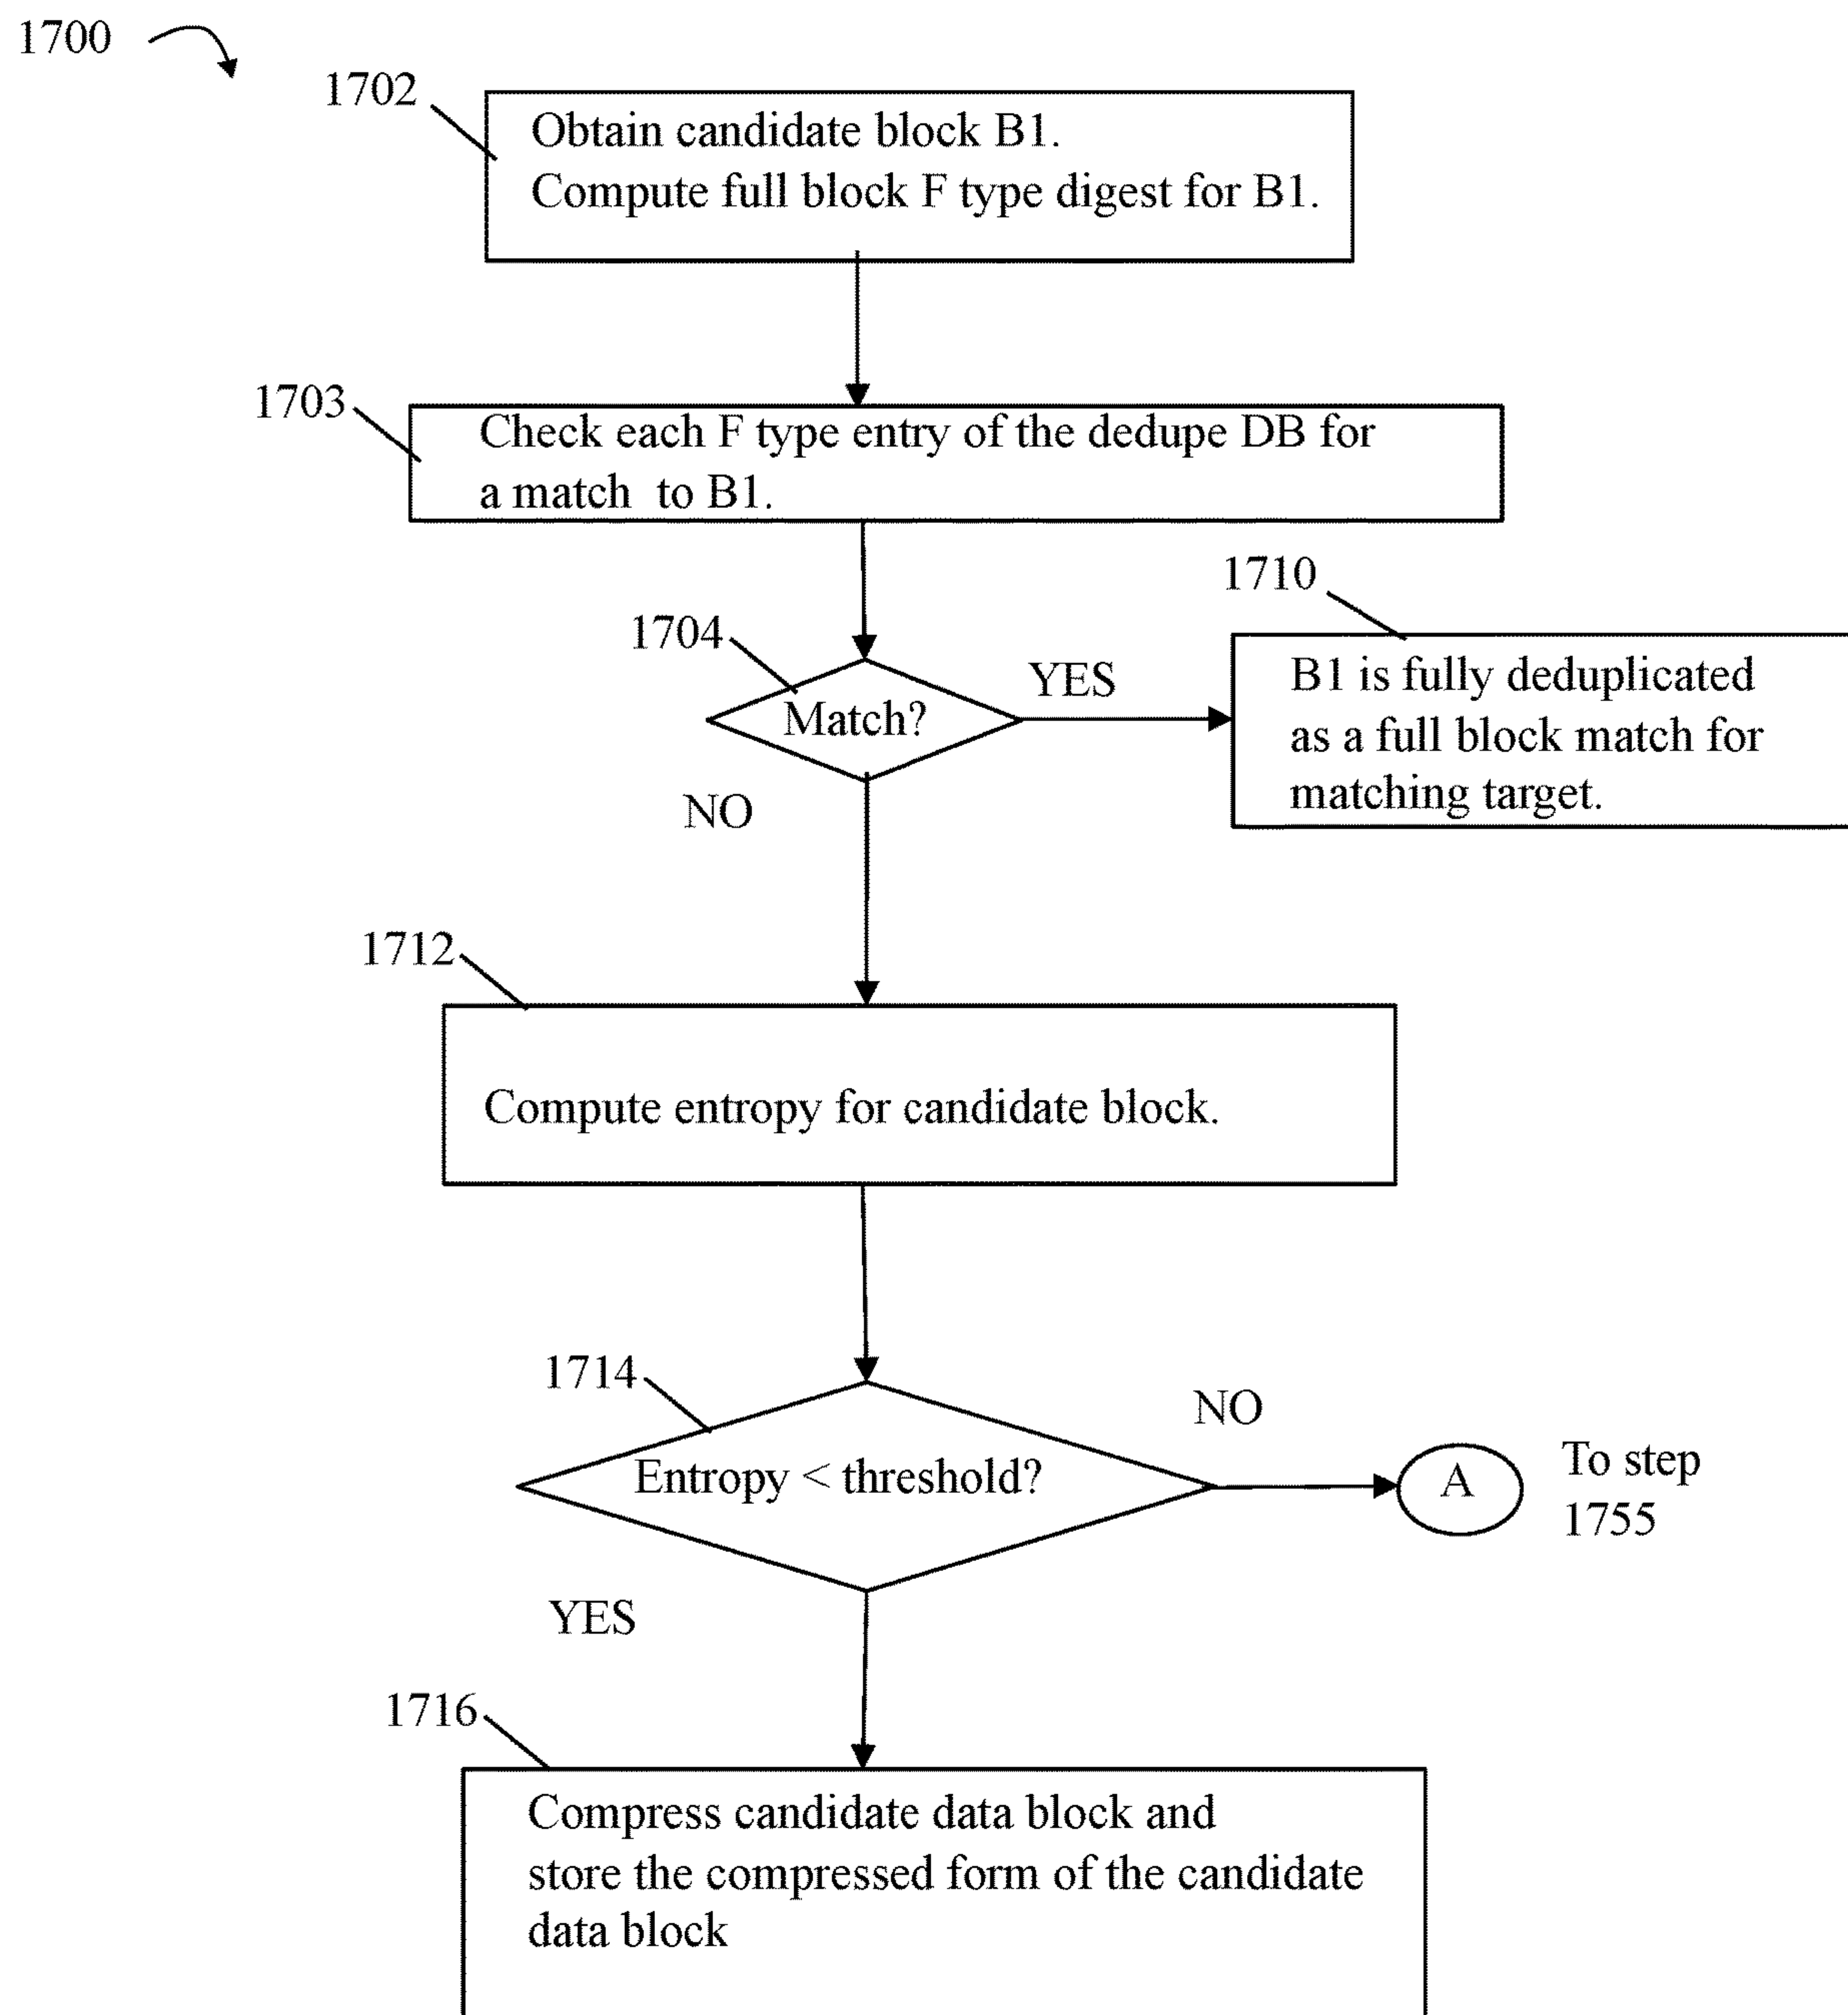 1700
1702
Obtain candidate block B1.
Compute full block F type digest for B1.
1703
Check each F type entry of the dedupe DB for
a match to B1.
1710
1704
YES
Match?
B1 is fully deduplicated
as a full block match for
matching target.
NO
1712
Compute entropy for candidate block.
1714
NO
Entropy < threshold?
A
To step
1755
YES
1716
Compress candidate data block and
store the compressed form of the candidate
data block